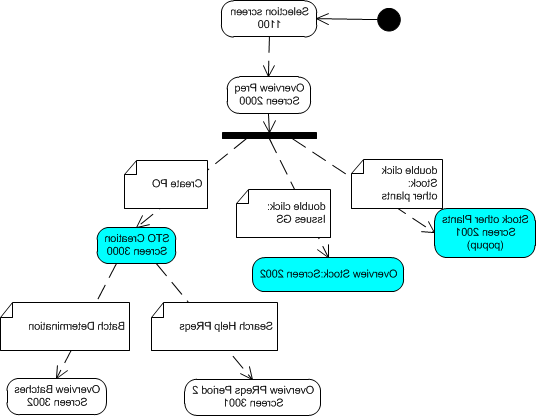 Selection screen
1100
Overview Preq
Screen 2000
double click
Stock:
other plants
Create PO
double click:
Issues GS
Stock other Plants
Screen 2001
(popup)
STO Creation
Screen 3000
Overview Stock:Screen 2002
Batch Determination
Search Help PReqs
Overview Batches
Screen 3002
Overview PReqs Period 2
Screen 3001